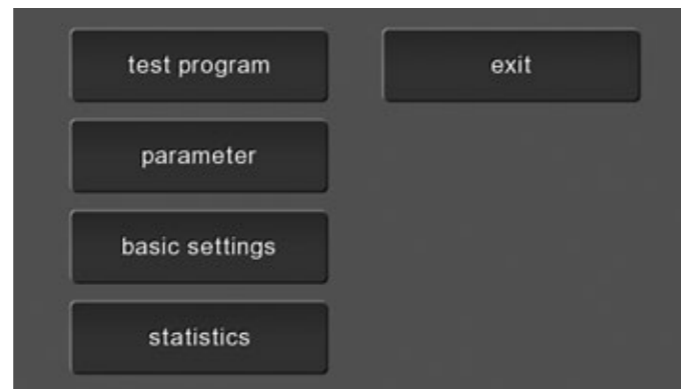 test program
exit
parameter
basic settings
statistics